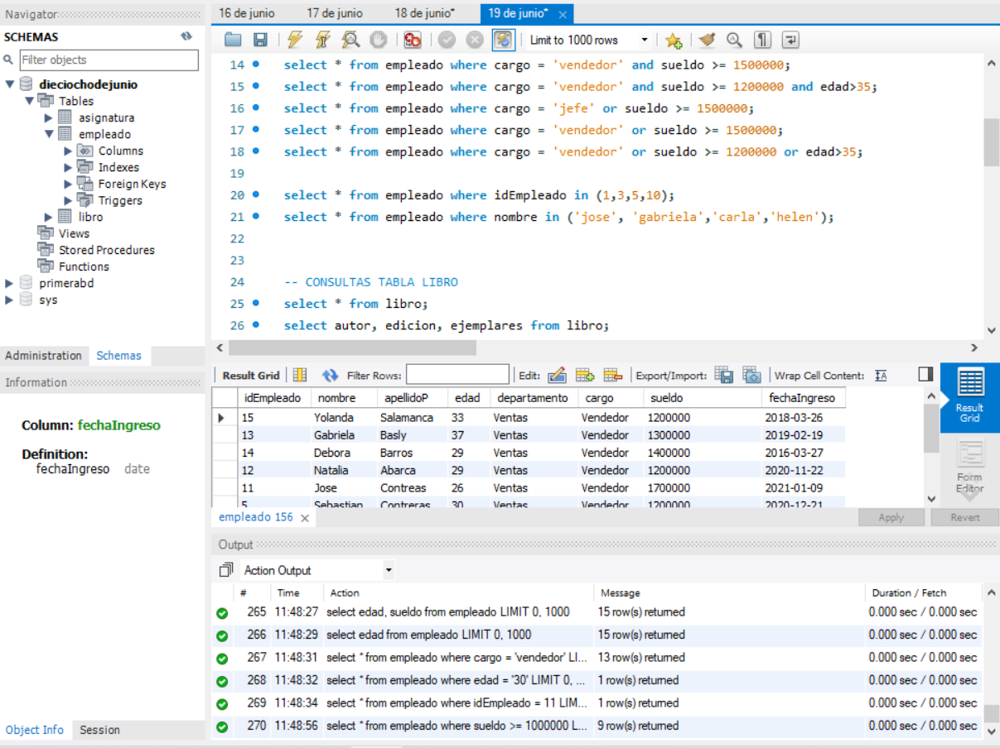 Navigator
SCHEMAS
Filter objects
dieciochodejunio
Tables
asignatura
empleado
Columns
Indexes
Foreign Keys
Triggers
libro
Views
Stored Procedures
Functions
primerabd
sys
Administration Schemas
Information
Column: fechaIngreso
Definition:
fechaIngreso date
Object Info Session
16 de junio 17 de junio 18 de junio* 19 de junio*
Limit to 1000 rows
14 select * from empleado where cargo = 'vendedor' and sueldo >= 1500000;
15 select * from empleado where cargo = 'vendedor' and sueldo >= 1200000 and edad>35;
16 select * from empleado where cargo = 'jefe' or sueldo >= 1500000;
17 select * from empleado where cargo = 'vendedor' or sueldo >= 1500000;
18 select * from empleado where cargo = 'vendedor' or sueldo >= 1200000 or edad>35;
19
20 select * from empleado where idEmpleado in (1,3,5,10);
21 select * from empleado where nombre in ('jose', 'gabriela','carla','helen');
22
23
24 -- CONSULTAS TABLA LIBRO
25 select * from libro;
26 select autor, edicion, ejemplares from libro;
Result Grid Filter Rows: Edit: Export/Import: Wrap Cell Content:
idEmpleado nombre apellidoP edad departamento cargo sueldo fechaIngreso
15 Yolanda Salamanca 33 Ventas Vendedor 1200000 2018-03-26
13 Gabriela Basly 37 Ventas Vendedor 1300000 2019-02-19
14 Debora Barros 29 Ventas Vendedor 1400000 2016-03-27
12 Natalia Abarca 29 Ventas Vendedor 1200000 2020-11-22
11 Jose Contreas 26 Ventas Vendedor 1700000 2021-01-09
5 Sebastian Contreras 30 Ventas Vendedor 1200000 2020-12-21
Result
Grid
Form
Editor
empleado 156
Apply Revert
Output
Action Output
# Time Action Message Duration / Fetch
265 11:48:27 select edad, sueldo from empleado LIMIT 0, 1000 15 row(s) returned 0.000 sec / 0.000 sec
266 11:48:29 select edad from empleado LIMIT 0, 1000 15 row(s) returned 0.000 sec / 0.000 sec
267 11:48:31 select * from empleado where cargo = 'vendedor' LI... 13 row(s) returned 0.000 sec / 0.000 sec
268 11:48:32 select * from empleado where edad = '30' LIMIT 0, ... 1 row(s) returned 0.000 sec / 0.000 sec
269 11:48:34 select * from empleado where idEmpleado = 11 LIM... 1 row(s) returned 0.000 sec / 0.000 sec
270 11:48:56 select * from empleado where sueldo >= 1000000 L... 9 row(s) returned 0.000 sec / 0.000 sec